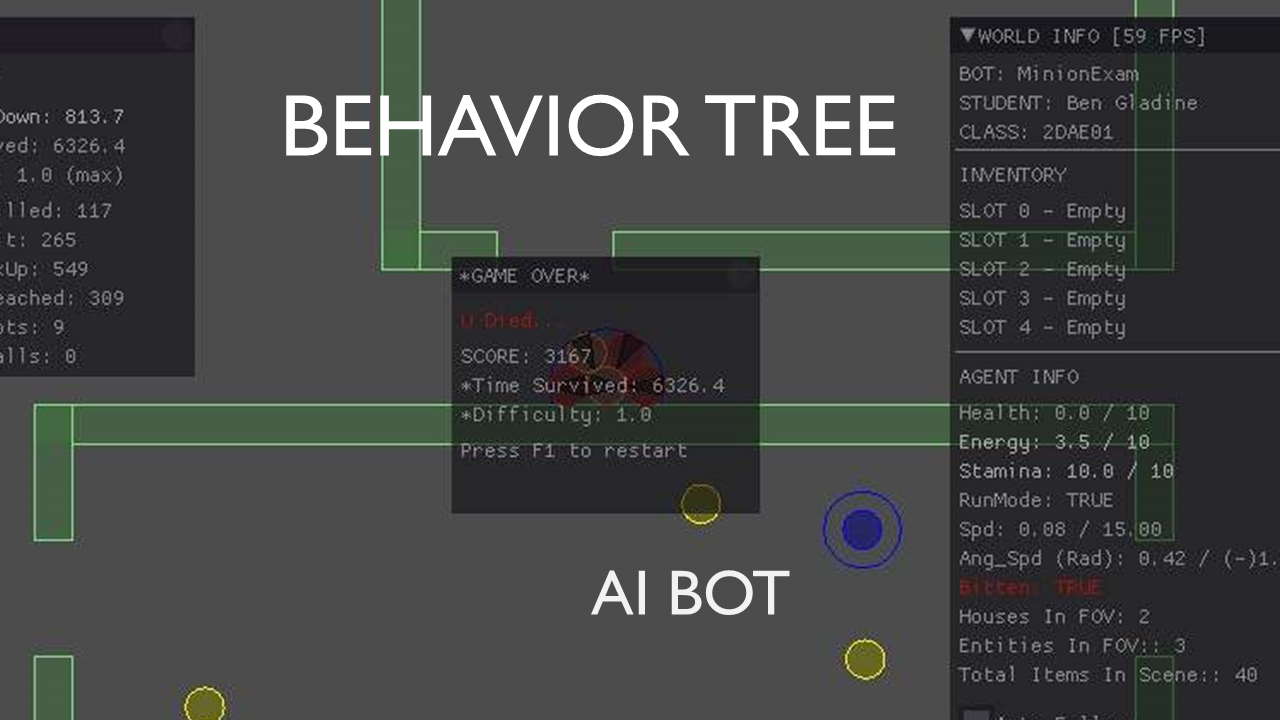 Down: 813.7
ved: 6326.4
1.0 (max)
lled: 117
t: 265
kUp: 549
eached: 309
ots: 9
alls: 0
BEHAVIOR TREE
*GAME OVER*
U Died...
SCORE: 3167
*Time Survived: 6326.4
*Difficulty: 1.0
Press F1 to restart
AI BOT
▼WORLD INFO [59 FPS]
BOT: MinionExam
STUDENT: Ben Gladine
CLASS: 2DAE01
INVENTORY
SLOT 0 - Empty
SLOT 1 - Empty
SLOT 2 - Empty
SLOT 3 - Empty
SLOT 4 - Empty
AGENT INFO
Health: 0.0 / 10
Energy: 3.5 / 10
Stamina: 10.0 / 10
RunMode: TRUE
Spd: 0.08 / 15.00
Ang_Spd (Rad): 0.42 / (-)1.
Bitten: TRUE
Houses In FOV: 2
Entities In FOV:: 3
Total Items In Scene:: 40